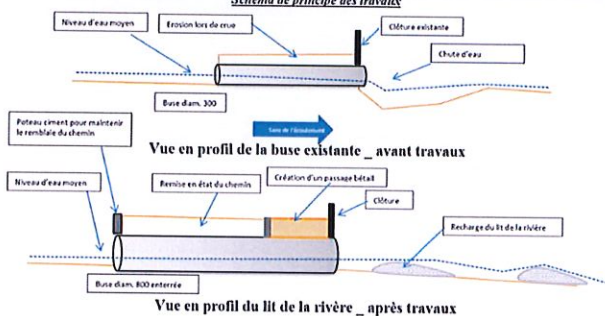 Schéma de principe des travaux
Niveau d'eau moyen
Erosion lors de crue
Clôture existante
Chute d'eau
Buse diam. 300
Sens de l'écoulement
Vue en profil de la buse existante _ avant travaux
Poteau ciment pour maintenir
le remblaie du chemin
Niveau d'eau moyen
Remise en état du chemin
Création d'un passage bétail
Clôture
Recharge du lit de la rivière
Buse diam. 800 enterrée
Vue en profil du lit de la rivère _ après travaux